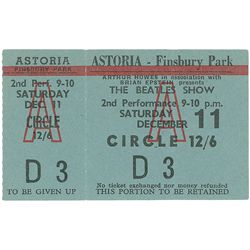 ASTORIA
FINSBURY PARK
2nd Perf. 9-10
SATURDAY
DEC. 11
A
CIRCLE
12/6
D 3
TO BE GIVEN UP
ASTORIA - Finsbury Park
ARTHUR HOWES in association with
BRIAN EPSTEIN presents
THE BEATLES SHOW
2nd Performance 9-10 p.m.
SATURDAY
DECEMBER 11
A
CIRCLE 12/6
D 3
No ticket exchanged nor money refunded
THIS PORTION TO BE RETAINED